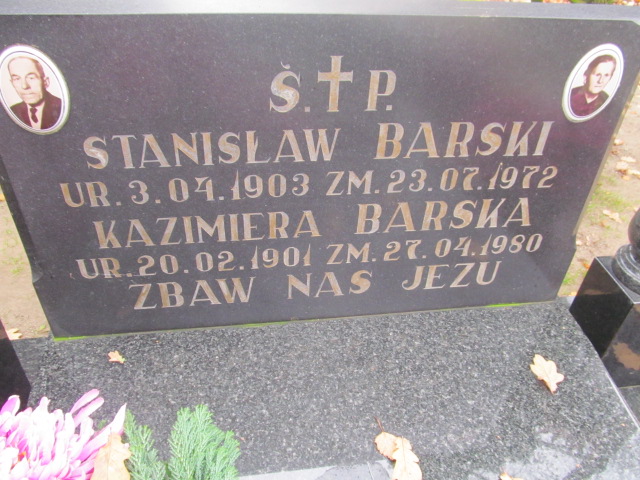 Ś.✝P.
STANISŁAW BARSKI
UR. 3.04.1903 ZM. 23.07.1972
KAZIMIERA BARSKA
UR. 20.02.1901 ZM. 27.04.1980
ZBAW NAS JEZU